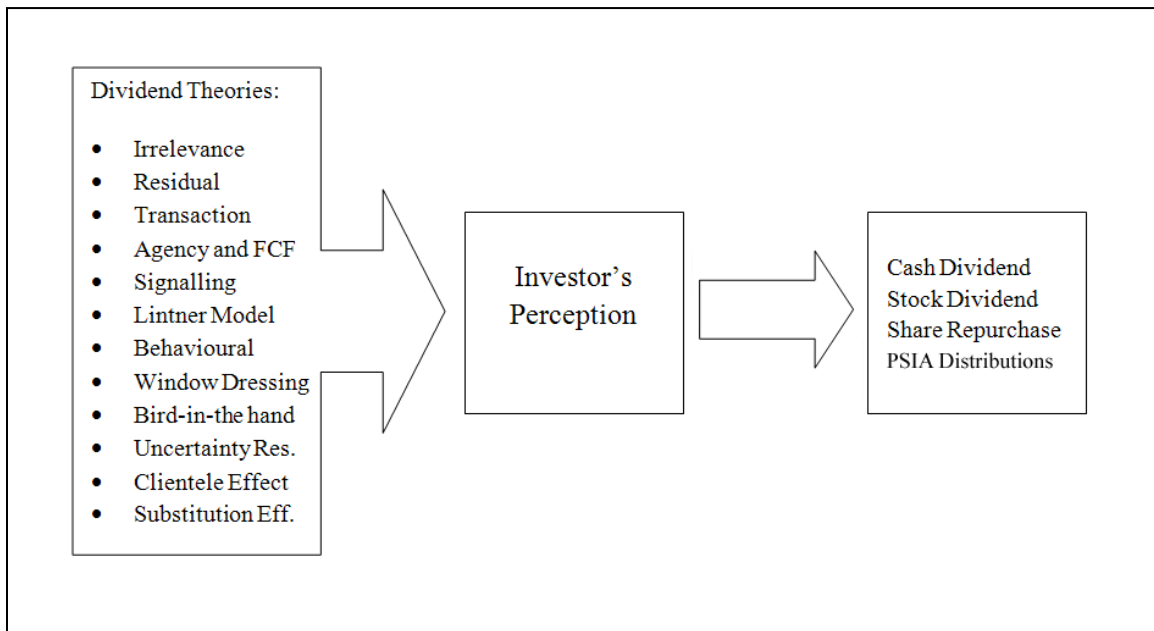 Dividend Theories:
• Irrelevance
• Residual
• Transaction
• Agency and FCF
• Signalling
• Lintner Model
• Behavioural
• Window Dressing
• Bird-in-the hand
• Uncertainty Res.
• Clientele Effect
• Substitution Eff.
Investor’s
Perception
Cash Dividend
Stock Dividend
Share Repurchase
PSIA Distributions